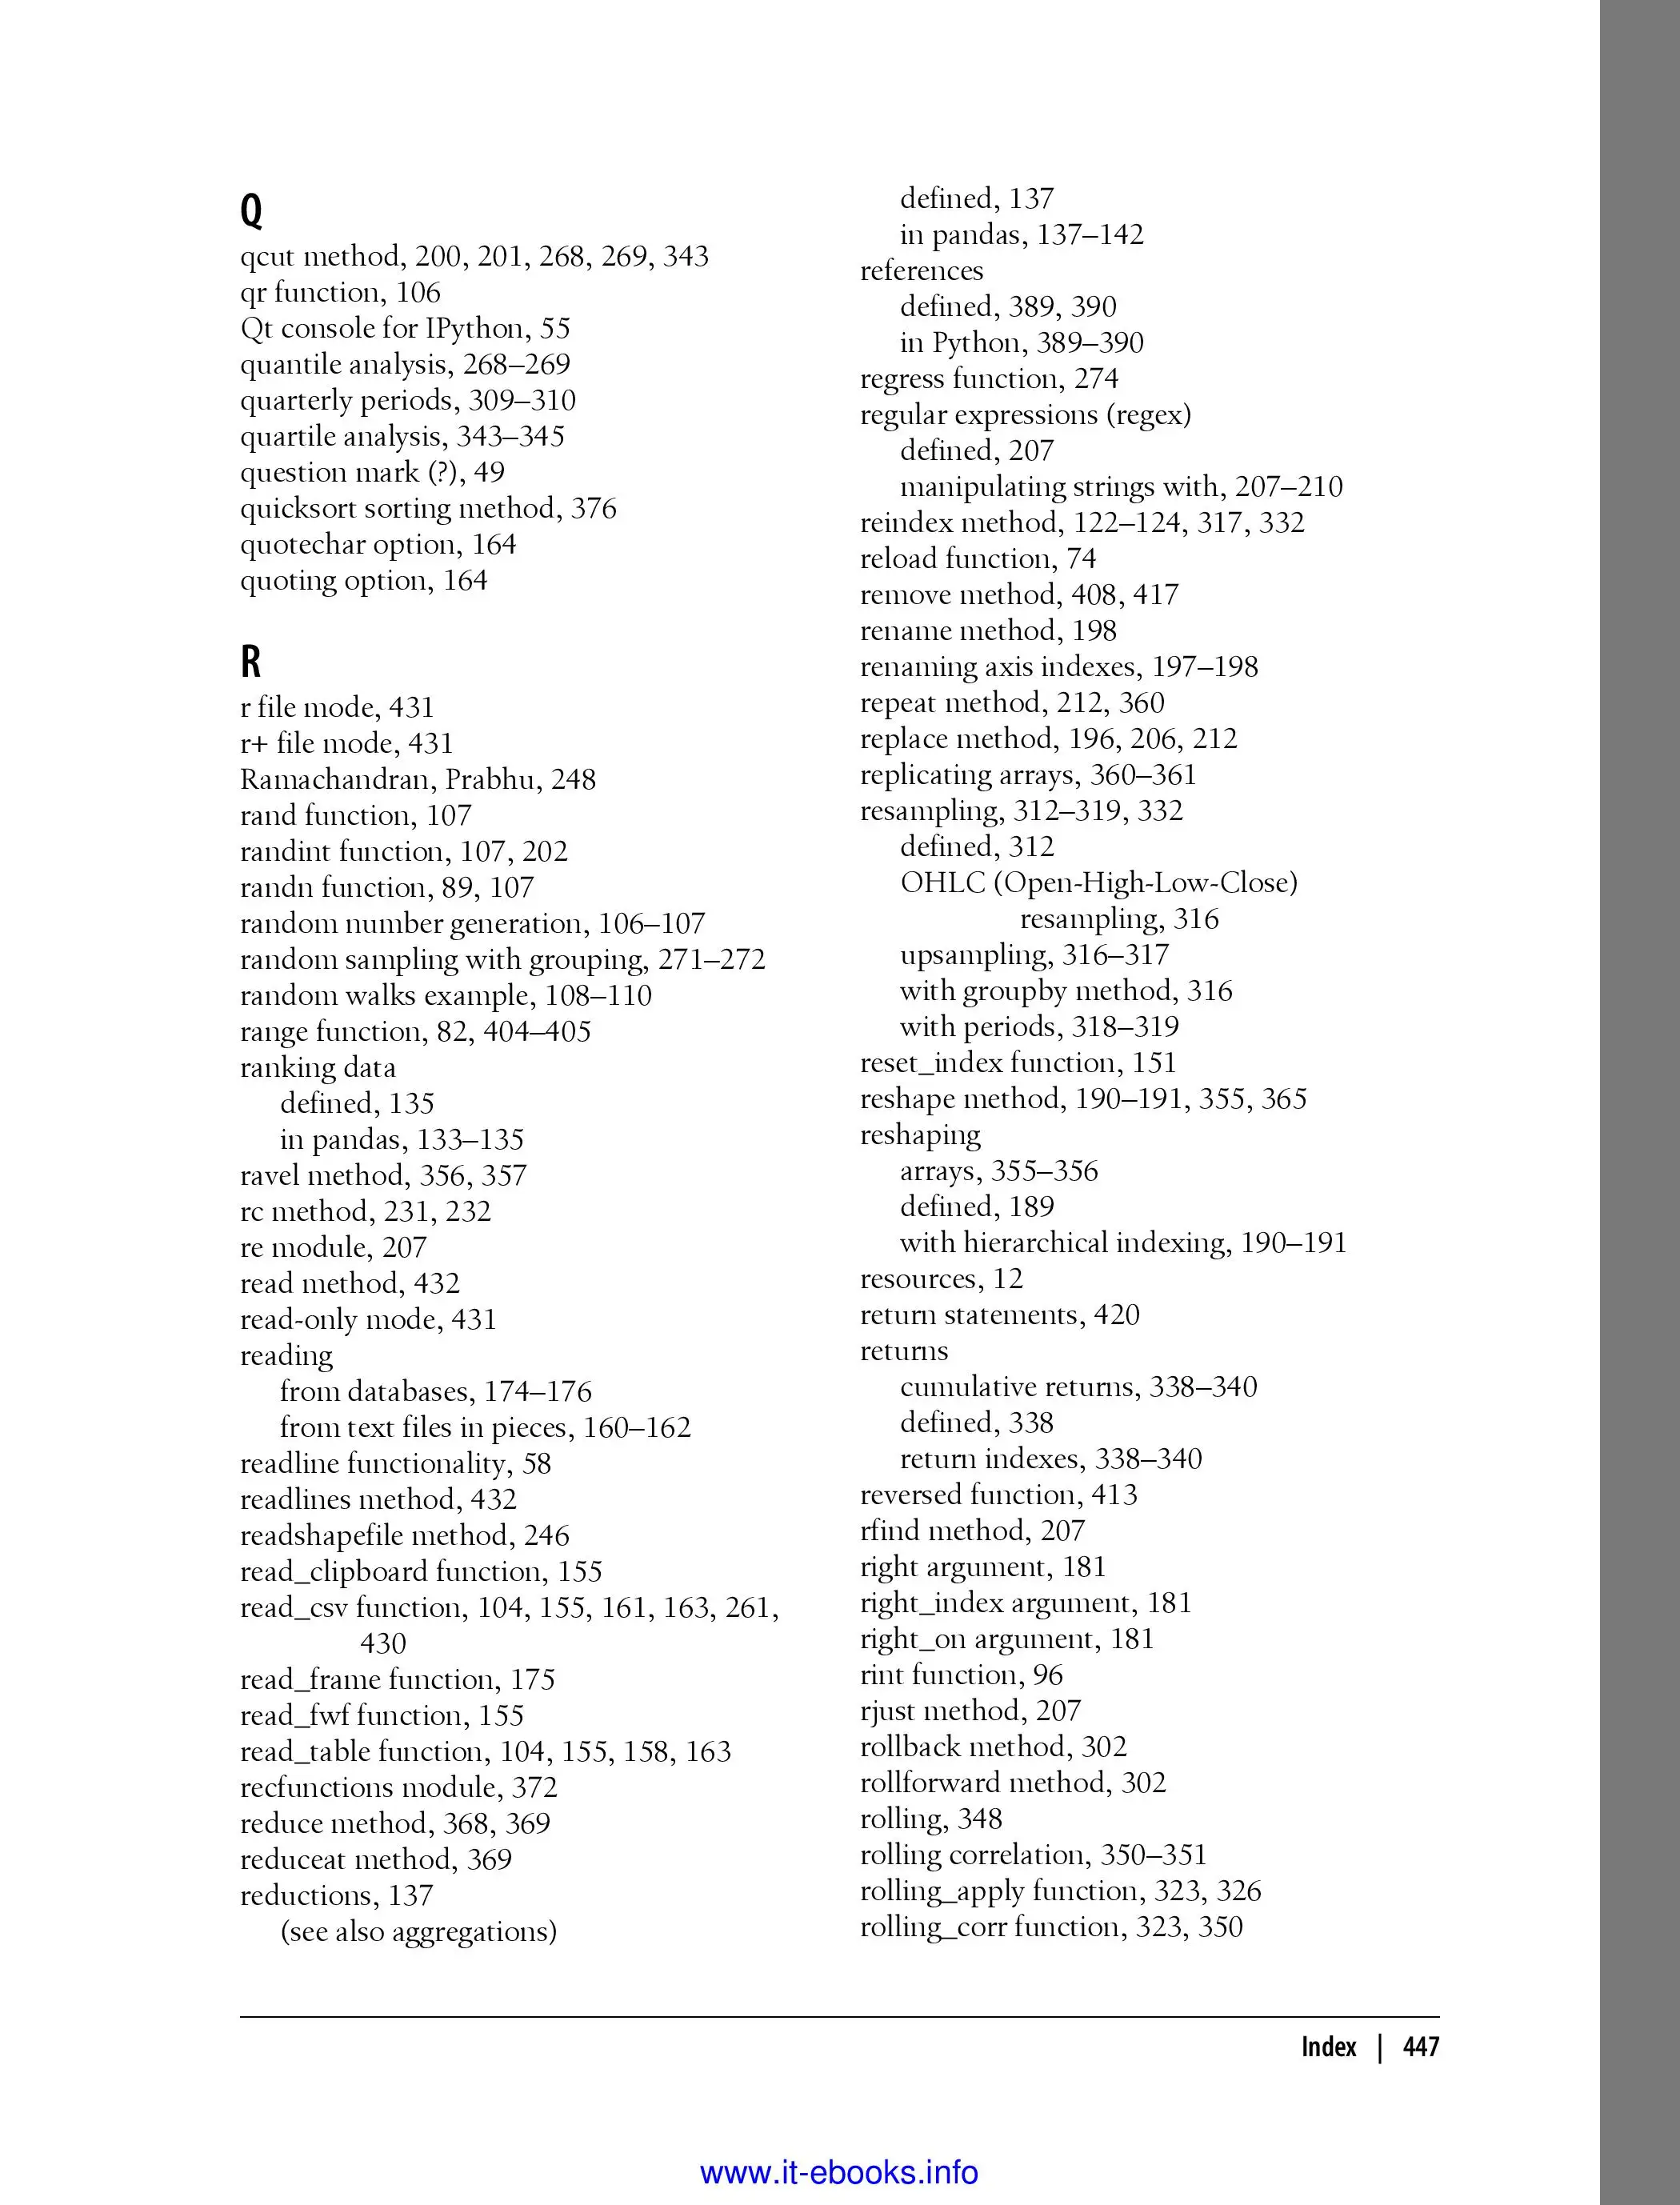 Q
qcut method, 200, 201, 268, 269, 343
qr function, 106
Qt console for IPython, 55
quantile analysis, 268–269
quarterly periods, 309–310
quartile analysis, 343–345
question mark (?), 49
quicksort sorting method, 376
quotechar option, 164
quoting option, 164
R
r file mode, 431
r+ file mode, 431
Ramachandran, Prabhu, 248
rand function, 107
randint function, 107, 202
randn function, 89, 107
random number generation, 106–107
random sampling with grouping, 271–272
random walks example, 108–110
range function, 82, 404–405
ranking data
defined, 135
in pandas, 133–135
ravel method, 356, 357
rc method, 231, 232
re module, 207
read method, 432
read-only mode, 431
reading
from databases, 174–176
from text files in pieces, 160–162
readline functionality, 58
readlines method, 432
readshapefile method, 246
read_clipboard function, 155
read_csv function, 104, 155, 161, 163, 261,
430
read_frame function, 175
read_fwf function, 155
read_table function, 104, 155, 158, 163
recfunctions module, 372
reduce method, 368, 369
reduceat method, 369
reductions, 137
(see also aggregations)
defined, 137
in pandas, 137–142
references
defined, 389, 390
in Python, 389–390
regress function, 274
regular expressions (regex)
defined, 207
manipulating strings with, 207–210
reindex method, 122–124, 317, 332
reload function, 74
remove method, 408, 417
rename method, 198
renaming axis indexes, 197–198
repeat method, 212, 360
replace method, 196, 206, 212
replicating arrays, 360–361
resampling, 312–319, 332
defined, 312
OHLC (Open-High-Low-Close)
resampling, 316
upsampling, 316–317
with groupby method, 316
with periods, 318–319
reset_index function, 151
reshape method, 190–191, 355, 365
reshaping
arrays, 355–356
defined, 189
with hierarchical indexing, 190–191
resources, 12
return statements, 420
returns
cumulative returns, 338–340
defined, 338
return indexes, 338–340
reversed function, 413
rfind method, 207
right argument, 181
right_index argument, 181
right_on argument, 181
rint function, 96
rjust method, 207
rollback method, 302
rollforward method, 302
rolling, 348
rolling correlation, 350–351
rolling_apply function, 323, 326
rolling_corr function, 323, 350
Index | 447
www.it-ebooks.info